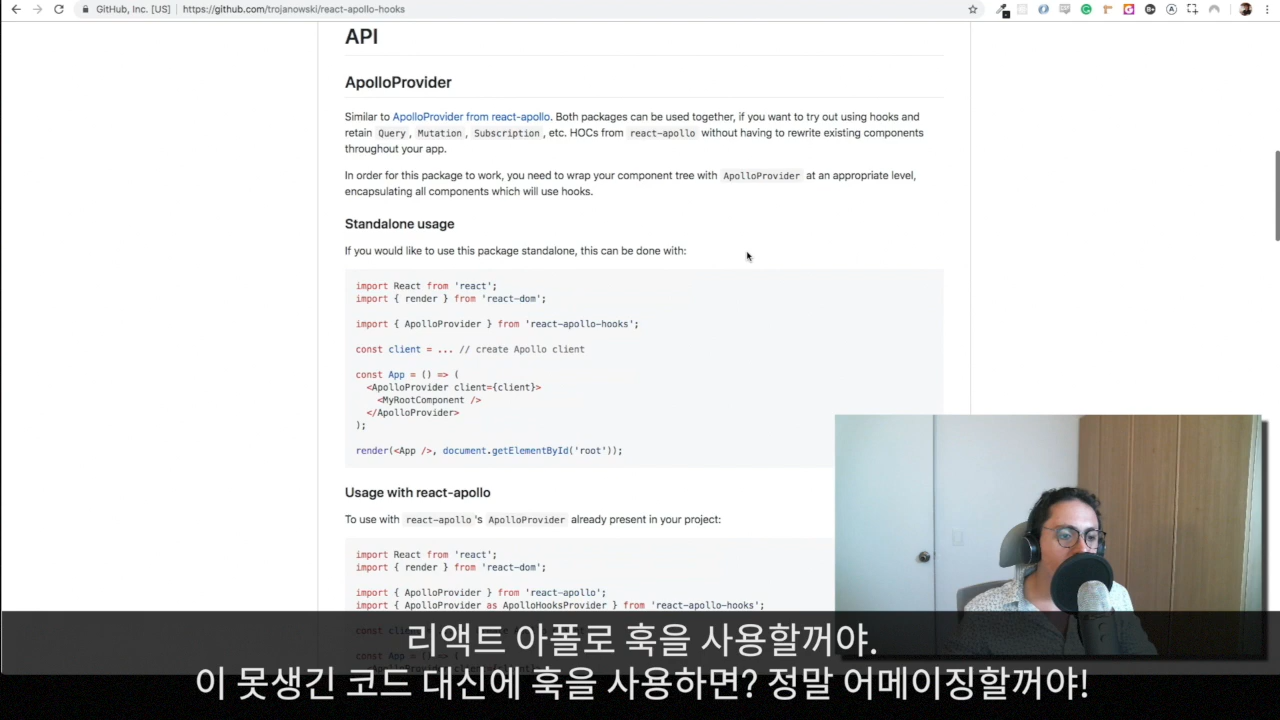 GitHub, Inc. [US] | https://github.com/trojanowski/react-apollo-hooks
API
ApolloProvider
Similar to ApolloProvider from react-apollo. Both packages can be used together, if you want to try out using hooks and
retain Query, Mutation, Subscription, etc. HOCs from react-apollo without having to rewrite existing components
throughout your app.
In order for this package to work, you need to wrap your component tree with ApolloProvider at an appropriate level,
encapsulating all components which will use hooks.
Standalone usage
If you would like to use this package standalone, this can be done with:
import React from 'react';
import { render } from 'react-dom';
import { ApolloProvider } from 'react-apollo-hooks';
const client = ... // create Apollo client
const App = () => (
<ApolloProvider client={client}>
<MyRootComponent />
</ApolloProvider>
);
render(<App />, document.getElementById('root'));
Usage with react-apollo
To use with react-apollo's ApolloProvider already present in your project:
import React from 'react';
import { render } from 'react-dom';
import { ApolloProvider } from 'react-apollo';
import { ApolloProvider as ApolloHooksProvider } from 'react-apollo-hooks';
리액트 아폴로 훅을 사용할꺼야.
이 못생긴 코드 대신에 훅을 사용하면? 정말 어메이징할꺼야!